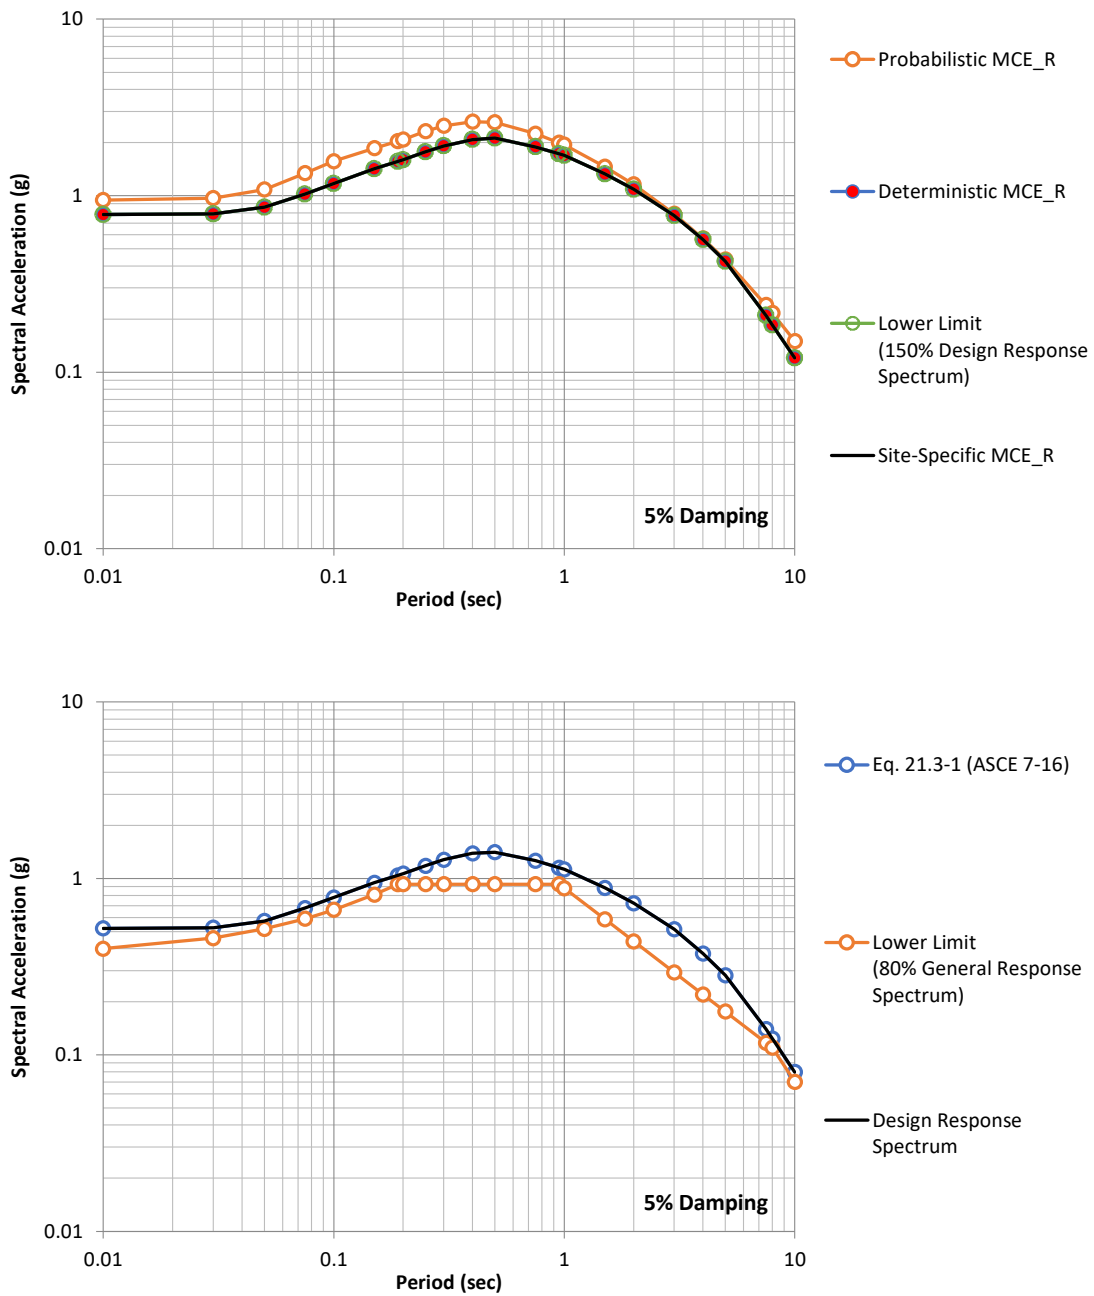 10
1
0.1
0.01
Spectral Acceleration (g)
0.01
0.1
1
10
Period (sec)
5% Damping
Probabilistic MCE_R
Deterministic MCE_R
Lower Limit
(150% Design Response
Spectrum)
Site-Specific MCE_R
10
1
0.1
0.01
Spectral Acceleration (g)
0.01
0.1
1
10
Period (sec)
5% Damping
Eq. 21.3-1 (ASCE 7-16)
Lower Limit
(80% General Response
Spectrum)
Design Response
Spectrum